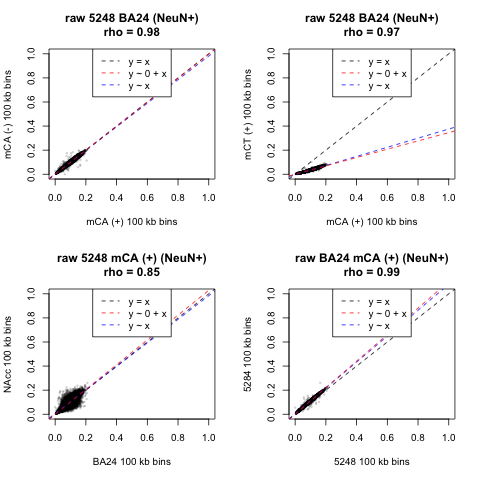 raw 5248 BA24 (NeuN+)
rho = 0.98
1.0
0.8
0.6
0.4
0.2
0.0
mCA (-) 100 kb bins
y = x
y ~ 0 + x
y ~ x
0.0 0.2 0.4 0.6 0.8 1.0
mCA (+) 100 kb bins
raw 5248 BA24 (NeuN+)
rho = 0.97
1.0
0.8
0.6
0.4
0.2
0.0
mCT (+) 100 kb bins
y = x
y ~ 0 + x
y ~ x
0.0 0.2 0.4 0.6 0.8 1.0
mCA (+) 100 kb bins
raw 5248 mCA (+) (NeuN+)
rho = 0.85
1.0
0.8
0.6
0.4
0.2
0.0
NAcc 100 kb bins
y = x
y ~ 0 + x
y ~ x
0.0 0.2 0.4 0.6 0.8 1.0
BA24 100 kb bins
raw BA24 mCA (+) (NeuN+)
rho = 0.99
1.0
0.8
0.6
0.4
0.2
0.0
5284 100 kb bins
y = x
y ~ 0 + x
y ~ x
0.0 0.2 0.4 0.6 0.8 1.0
5248 100 kb bins